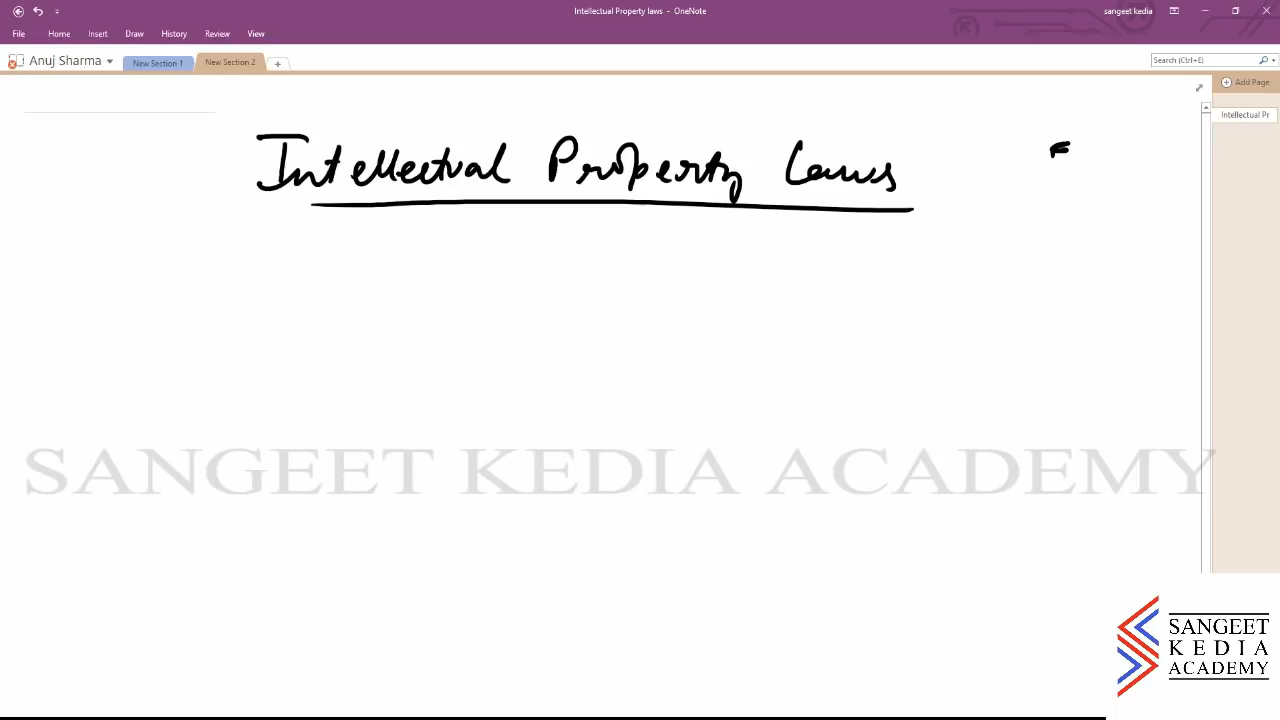 Intellectual Property laws - OneNote
sangeet kedia
File Home Insert Draw History Review View
Anuj Sharma
New Section 1
New Section 2
Search (Ctrl+E)
Add Page
Intellectual Pr
Intellectual Property Laws
SANGEET KEDIA ACADEMY
SANGEET
KEDIA
ACADEMY